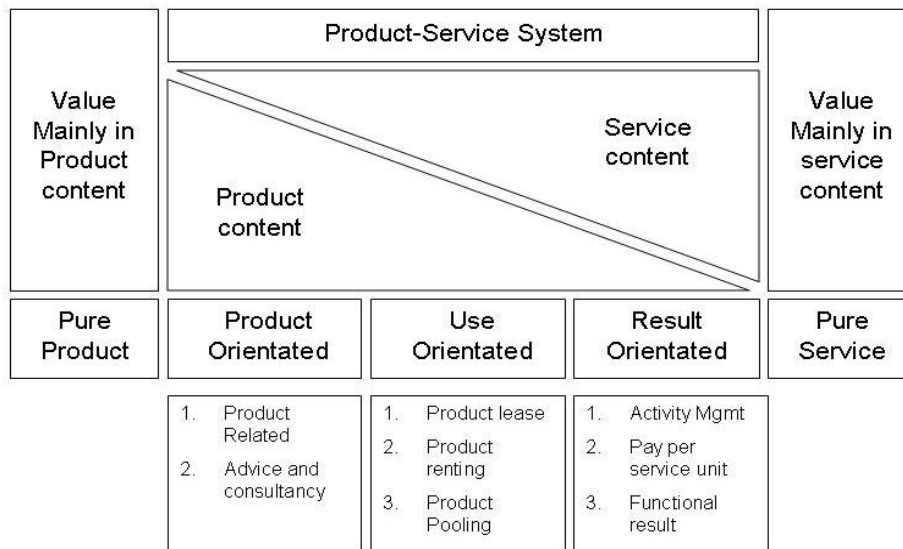 Product-Service System
Value
Mainly in
Product
content
Product
content
Service
content
Value
Mainly in
service
content
Pure
Product
Product
Orientated
Use
Orientated
Result
Orientated
Pure
Service
1. Product
Related
2. Advice and
consultancy
1. Product lease
2. Product
renting
3. Product
Pooling
1. Activity Mgmt
2. Pay per
service unit
3. Functional
result